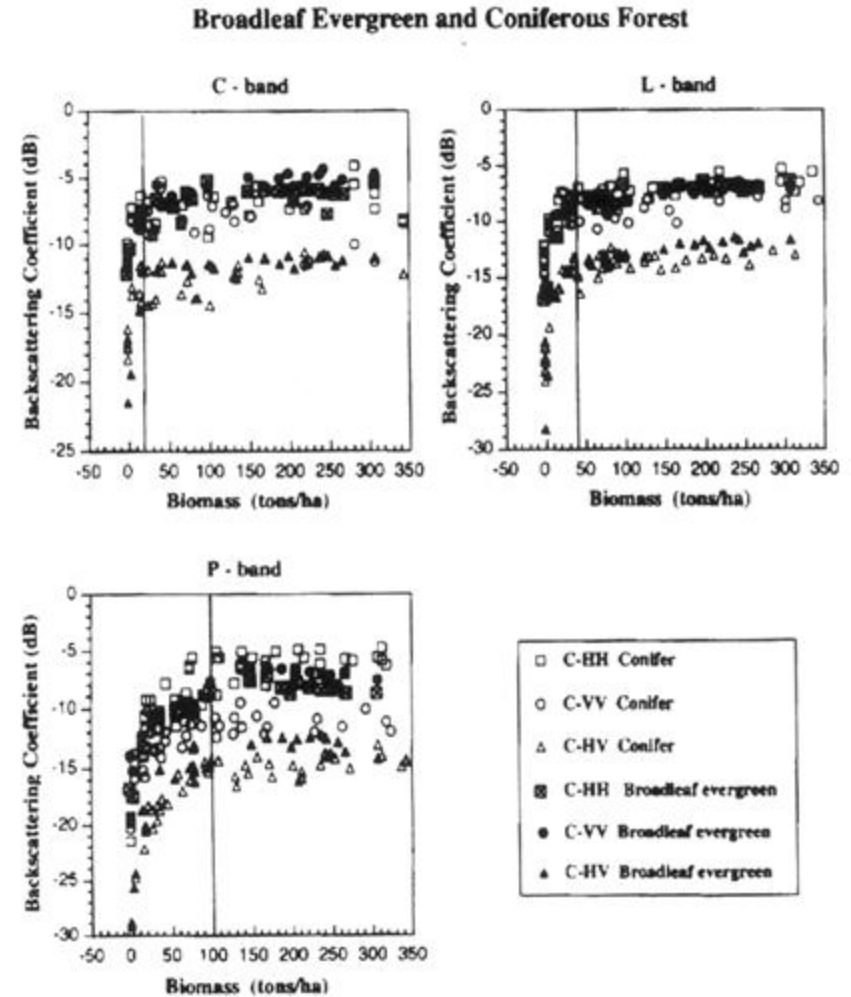 Broadleaf Evergreen and Coniferous Forest
C - band
L - band
0
-5
-10
-15
-20
-25
Backscattering Coefficient (dB)
-50 0 50 100 150 200 250 300 350
Biomass (tons/ha)
0
-5
-10
-15
-20
-25
-30
Backscattering Coefficient (dB)
-50 0 50 100 150 200 250 300 350
Biomass (tons/ha)
P - band
0
-5
-10
-15
-20
-25
-30
Backscattering Coefficient (dB)
-50 0 50 100 150 200 250 300 350
Biomass (tons/ha)
C-HH Conifer
C-VV Conifer
C-HV Conifer
C-HH Broadleaf evergreen
C-VV Broadleaf evergreen
C-HV Broadleaf evergreen